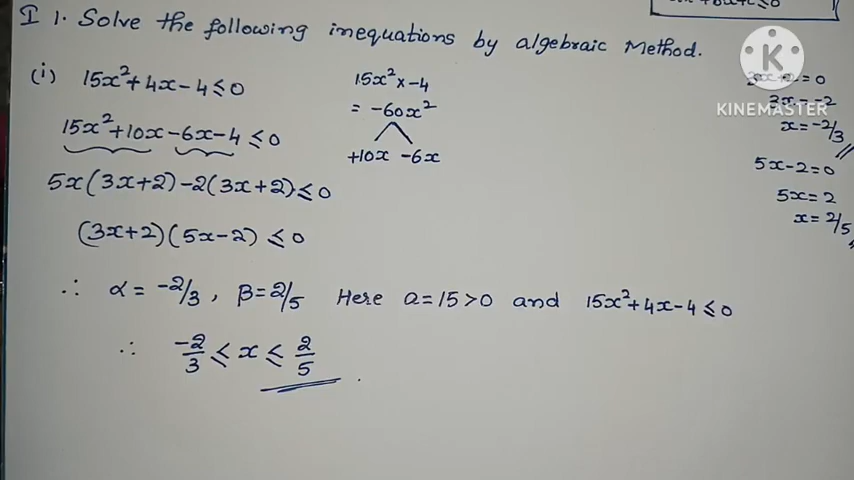 I 1. Solve the following inequations by algebraic Method.
(i) 15x²+4x-4≤0
15x²+10x-6x-4≤0
5x(3x+2)-2(3x+2)≤0
(3x+2)(5x-2)≤0
∴ α=-2/3, β=2/5 Here a=15>0 and 15x²+4x-4≤0
∴ -2/3 ≤ x ≤ 2/5
15x²x-4
= -60x²
+10x -6x
=0
3x=-2
x=-2/3
5x-2=0
5x=2
x=2/5
KINEMASTER